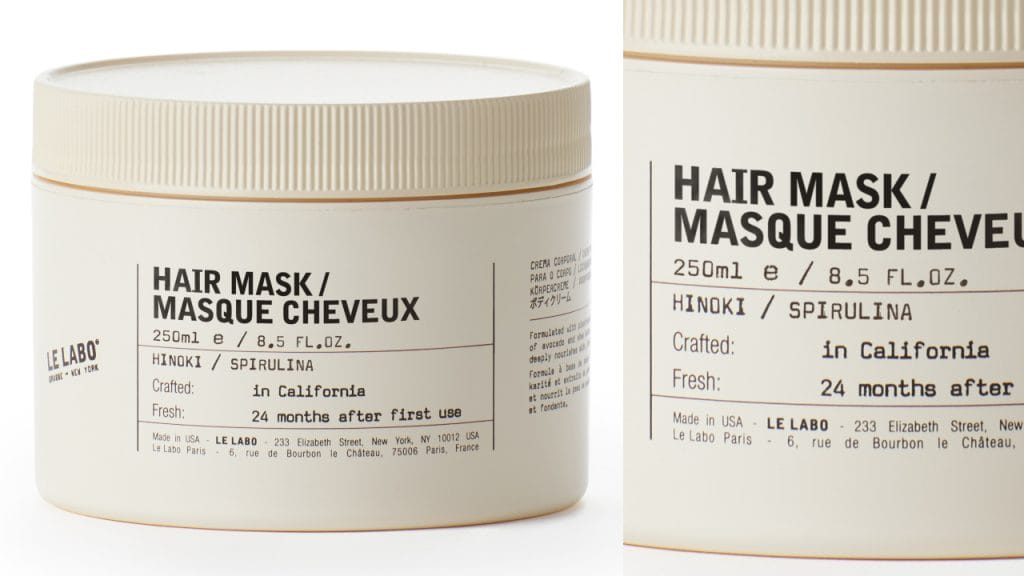 LE LABO
GRASSE - NEW YORK
HAIR MASK /
MASQUE CHEVEUX
250ml e / 8.5 FL.OZ.
HINOKI / SPIRULINA
Crafted: in California
Fresh: 24 months after first use
Made in USA - LE LABO - 233 Elizabeth Street, New York, NY 10012 USA
Le Labo Paris - 6, rue de Bourbon le Château, 75006 Paris, France
CREMA CORPORAL /
PARA O CORPO /
KÖRPERCREME /
ボディクリーム
Formulated with
of avocado and
deeply nourishes
Formule à base de
karité et extraits
et nourrit la peau
et fondante.
HAIR MASK /
MASQUE CHEVEU
250ml e / 8.5 FL.OZ.
HINOKI / SPIRULINA
Crafted: in California
Fresh: 24 months after
Made in USA - LE LABO - 233 Elizabeth Street, New
Le Labo Paris - 6, rue de Bourbon le Château,